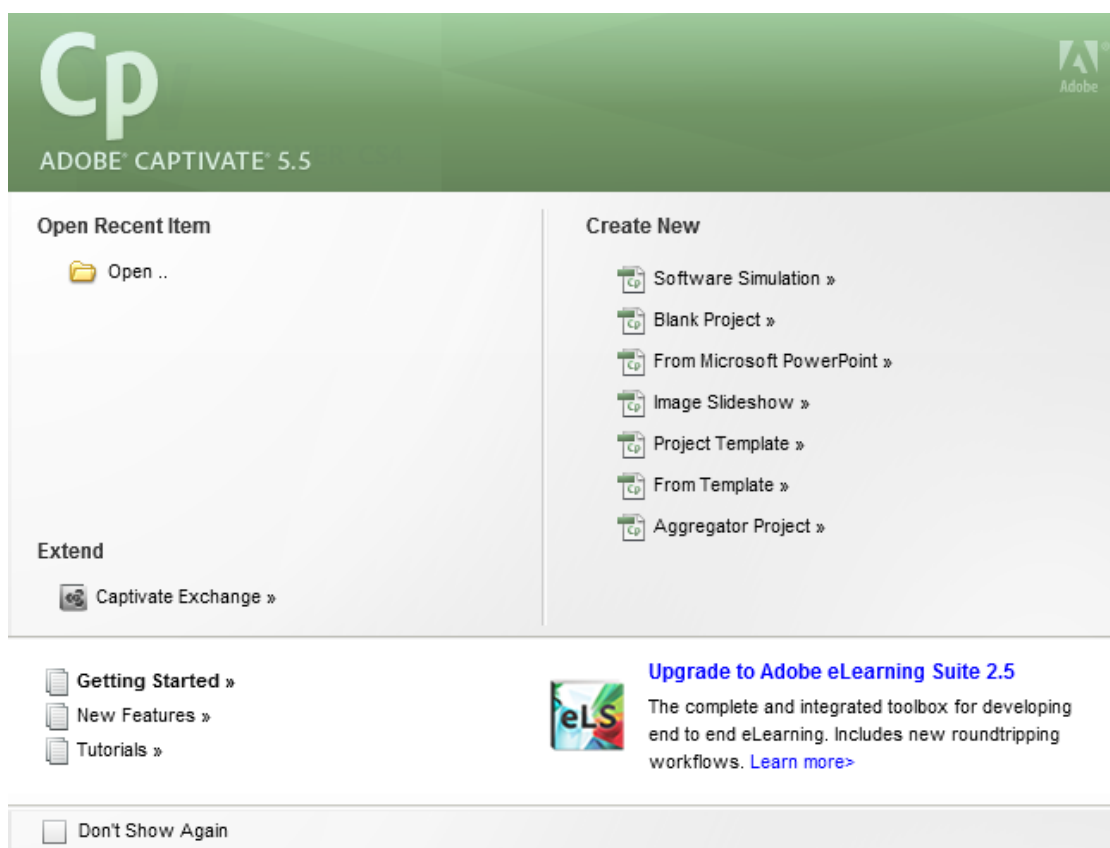 Cp
Adobe
ADOBE® CAPTIVATE® 5.5
Open Recent Item
Open ..
Extend
Captivate Exchange »
Create New
Software Simulation »
Blank Project »
From Microsoft PowerPoint »
Image Slideshow »
Project Template »
From Template »
Aggregator Project »
Getting Started »
New Features »
Tutorials »
eLS
Upgrade to Adobe eLearning Suite 2.5
The complete and integrated toolbox for developing
end to end eLearning. Includes new roundtripping
workflows. Learn more>
Don't Show Again